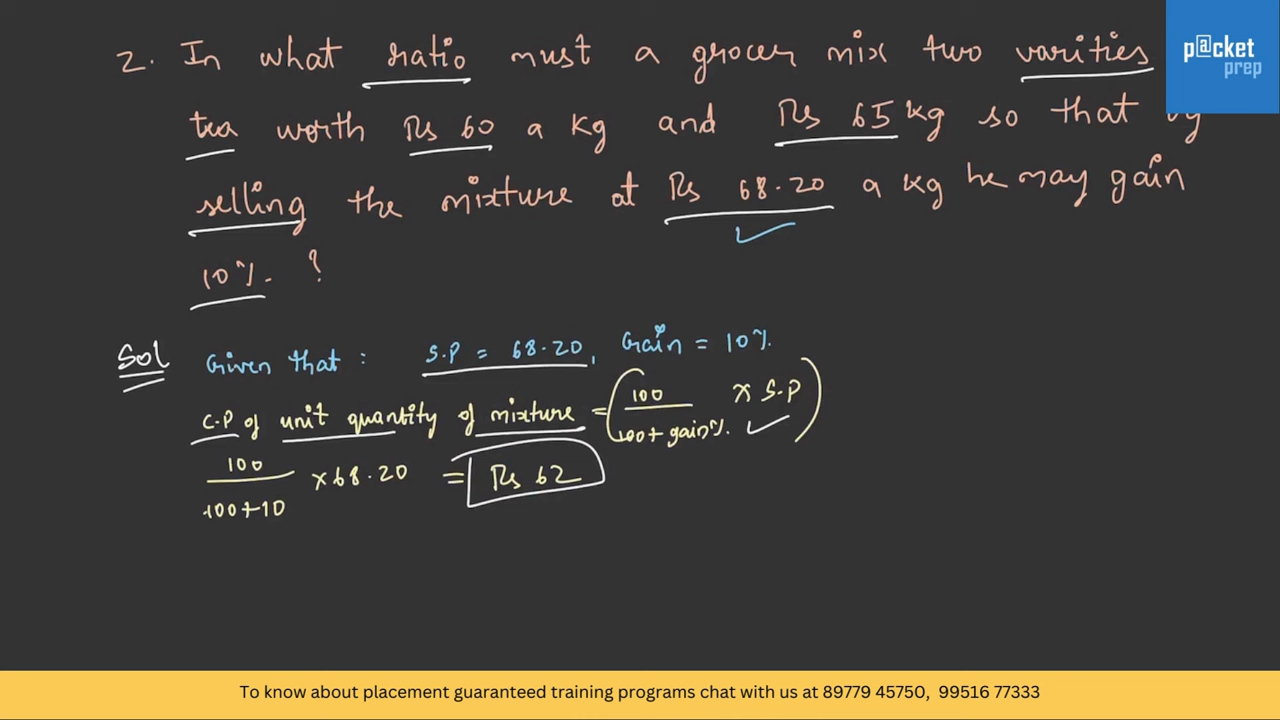 p@cket
prep
2. In what ratio must a grocer mix two varities
tea worth Rs 60 a kg and Rs 65 kg so that by
selling the mixture at Rs 68.20 a kg he may gain
10%. ?
Sol Given that : S.P = 68.20, Gain = 10%.
C.P of unit quantity of mixture = (100 / 100 + gain% × S.P)
100 / 100+10 × 68.20 = Rs 62
To know about placement guaranteed training programs chat with us at 89779 45750, 99516 77333